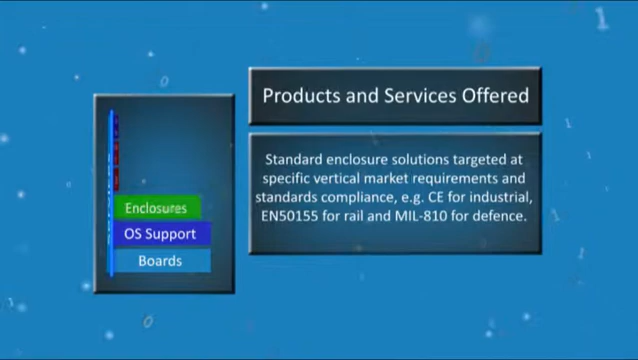 Products and Services Offered
Standard enclosure solutions targeted at
specific vertical market requirements and
standards compliance, e.g. CE for industrial,
EN50155 for rail and MIL-810 for defence.
Enclosures
OS Support
Boards